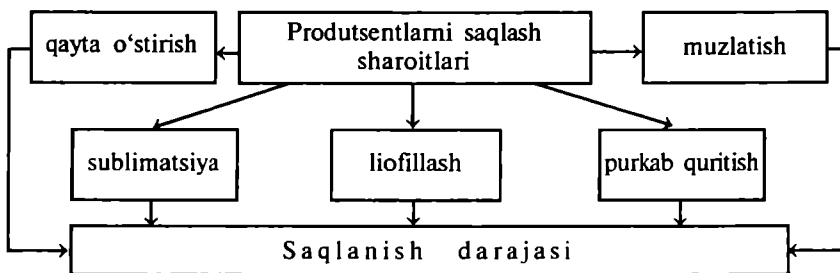 qayta o‘stirish
Produtsentlarni saqlash
sharoitlari
muzlatish
sublimatsiya
liofillash
purkab quritish
Saqlanish darajasi